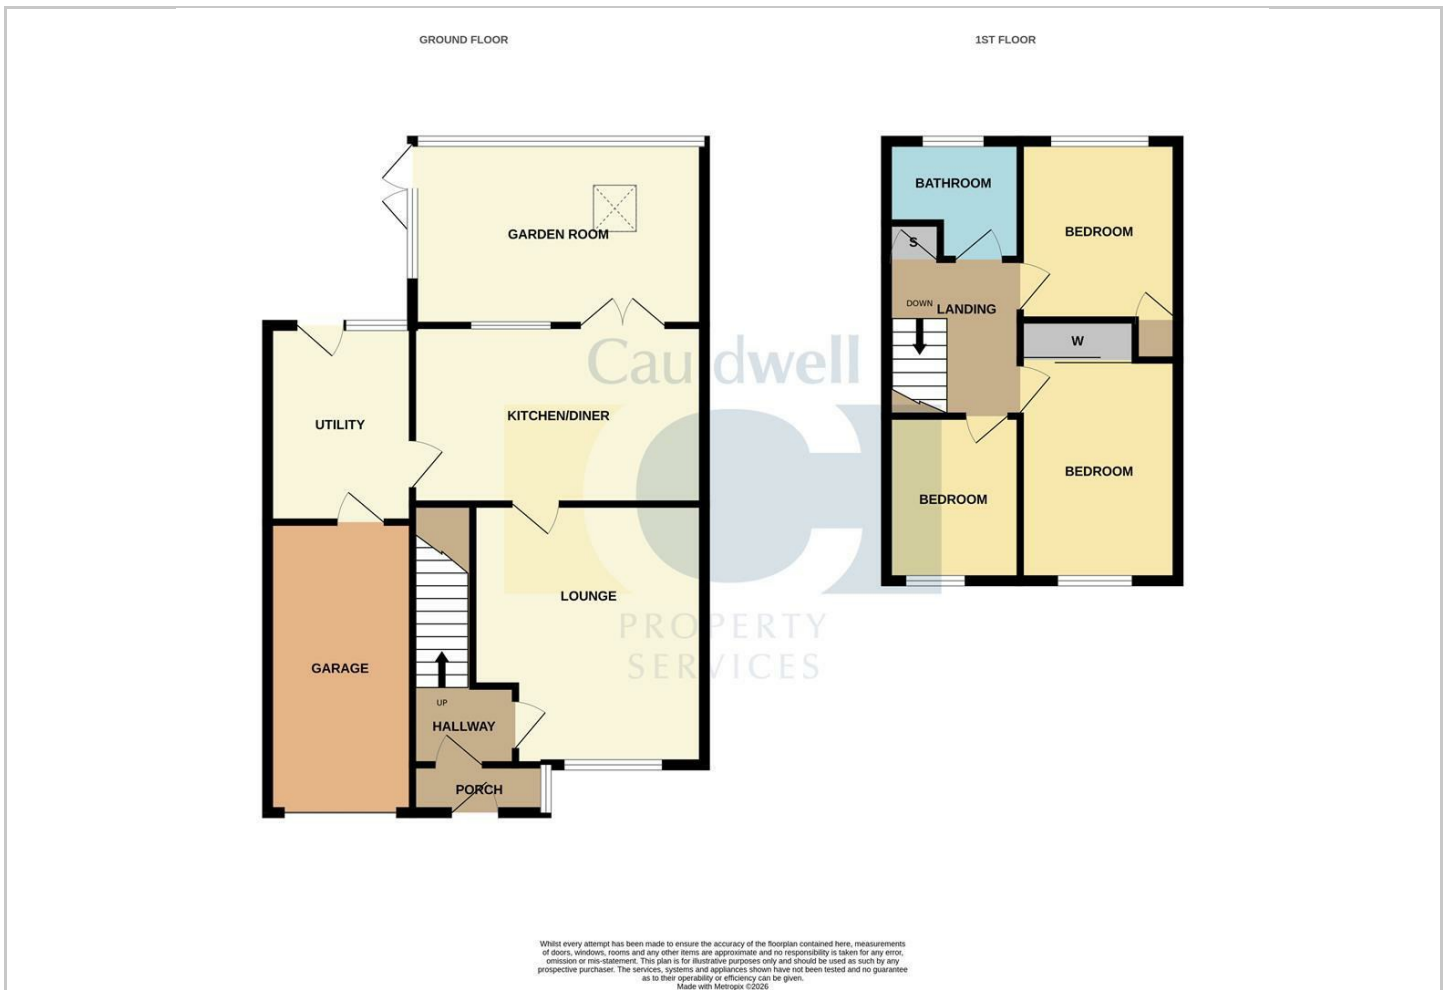 GROUND FLOOR
1ST FLOOR
BATHROOM
BEDROOM
GARDEN ROOM
S
DOWN
LANDING
W
Cauldwell
KITCHEN/DINER
UTILITY
BEDROOM
BEDROOM
LOUNGE
PROPERTY
SERVICES
GARAGE
UP
HALLWAY
PORCH
Whilst every attempt has been made to ensure the accuracy of the floorplan contained here, measurements
of doors, windows, rooms and any other items are approximate and no responsibility is taken for any error,
omission or mis-statement. This plan is for illustrative purposes only and should be used as such by any
prospective purchaser. The services, systems and appliances shown have not been tested and no guarantee
as to their operability or efficiency can be given.
Made with Metropix ©2026